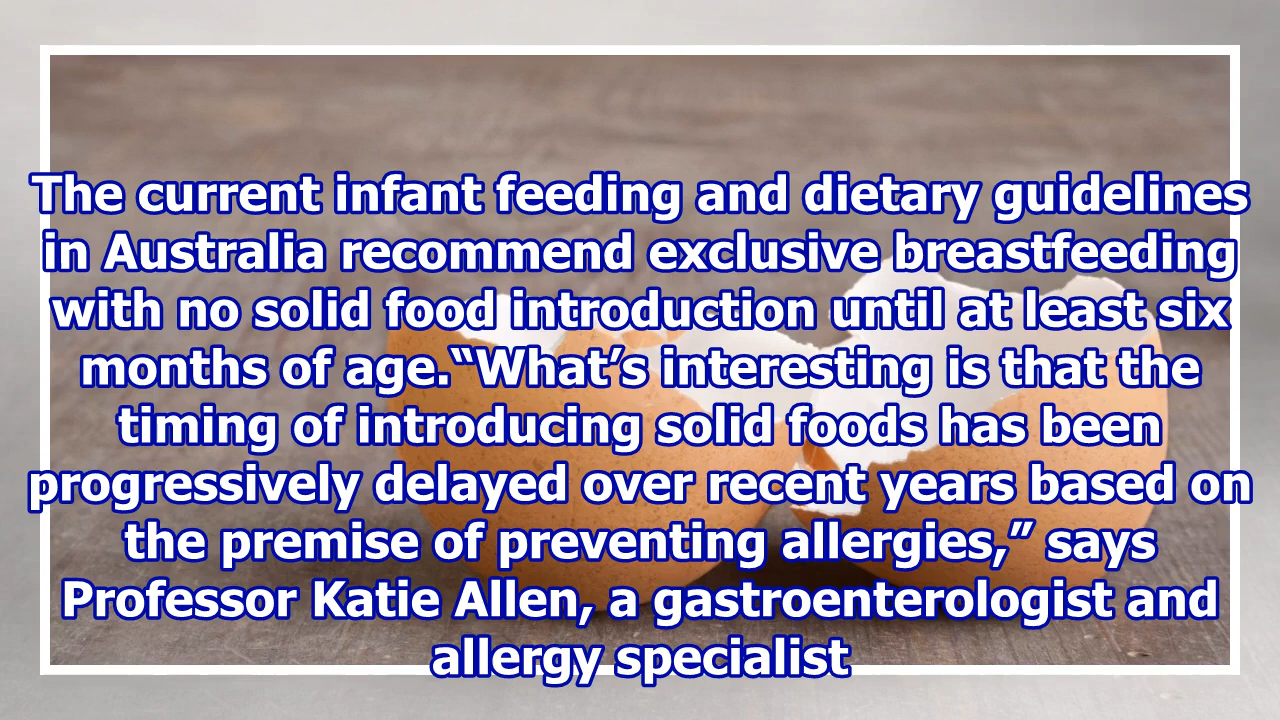 The current infant feeding and dietary guidelines
in Australia recommend exclusive breastfeeding
with no solid food introduction until at least six
months of age.“What’s interesting is that the
timing of introducing solid foods has been
progressively delayed over recent years based on
the premise of preventing allergies,” says
Professor Katie Allen, a gastroenterologist and
allergy specialist